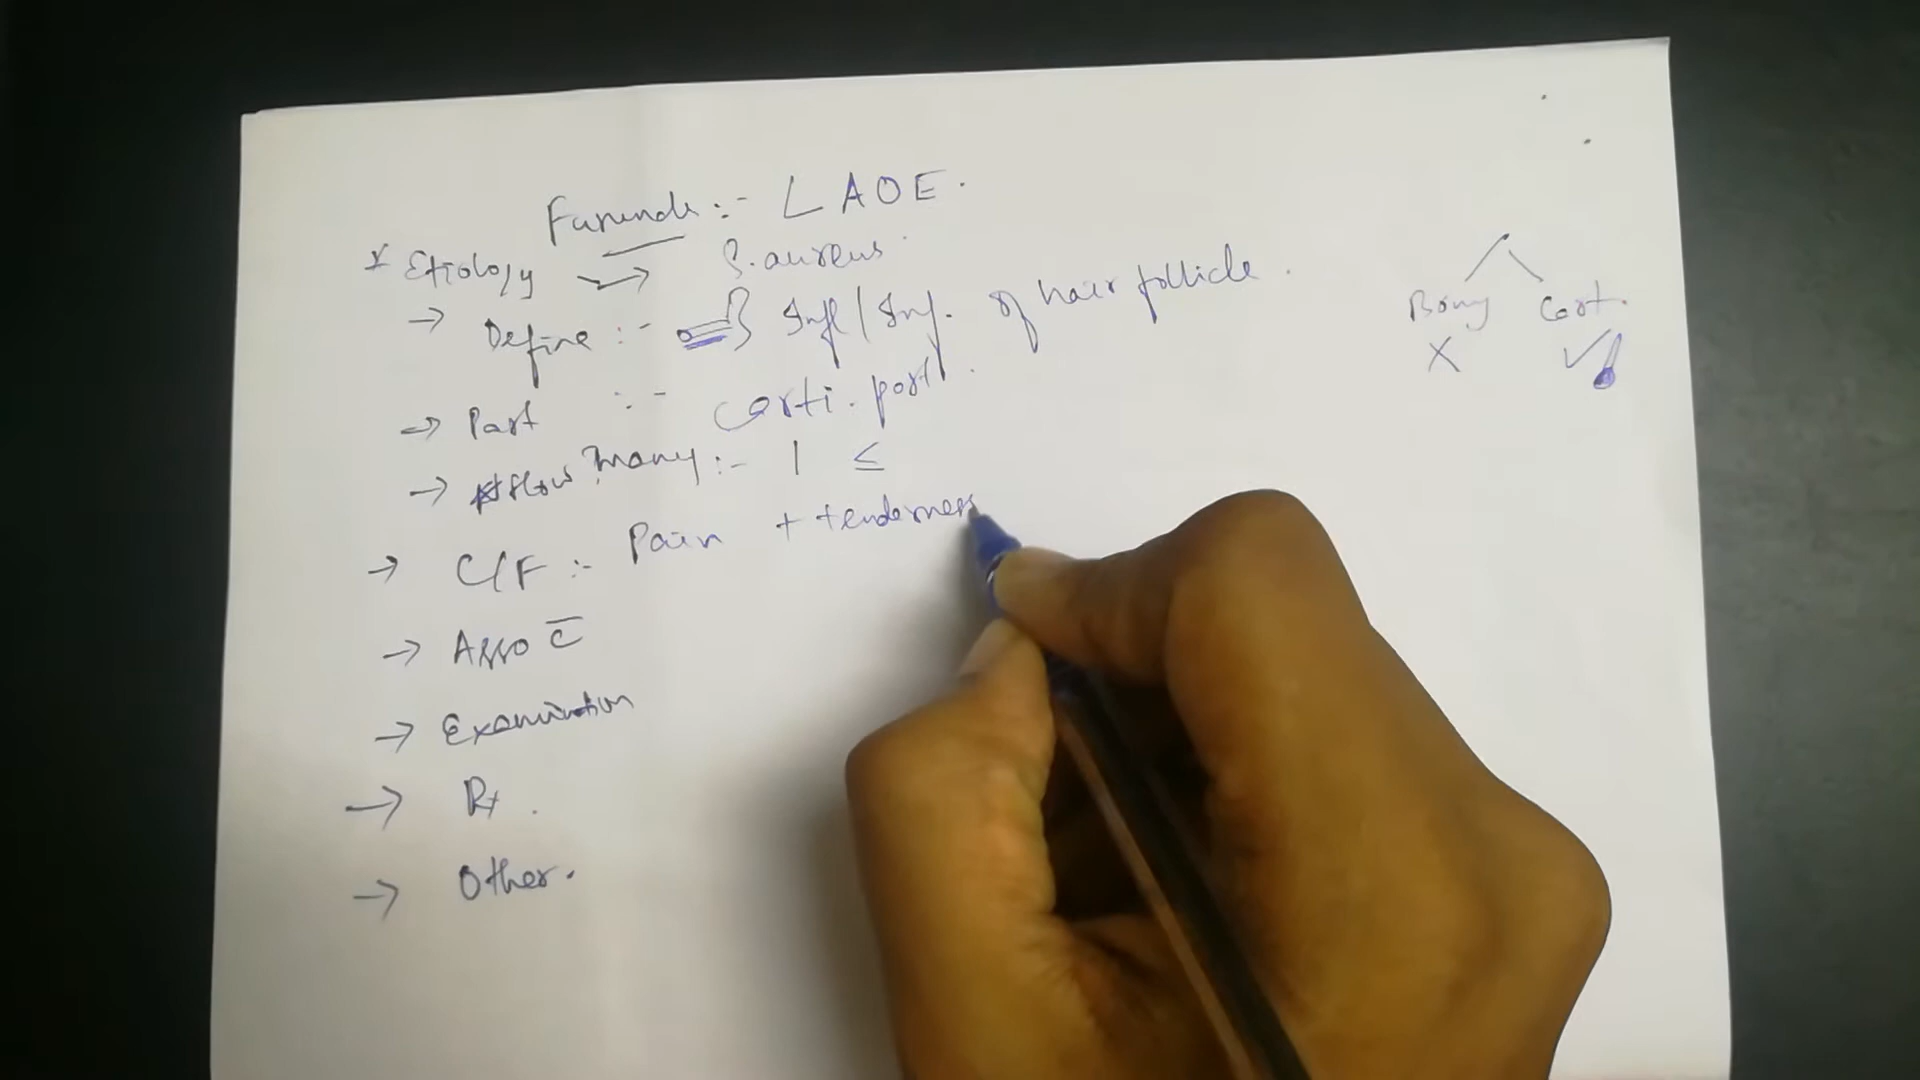 Furuncle :- LAOE.
* Etiology → S. aureus
→ Define :- Infl / Inf. of hair follicle.
→ Part :- Carti. part.
→ How many :- 1 ≤
→ C/F :- Pain + tenderness
→ Asso c̅
→ Examination
→ Rx.
→ Other.
Bony Cart.
X ✓